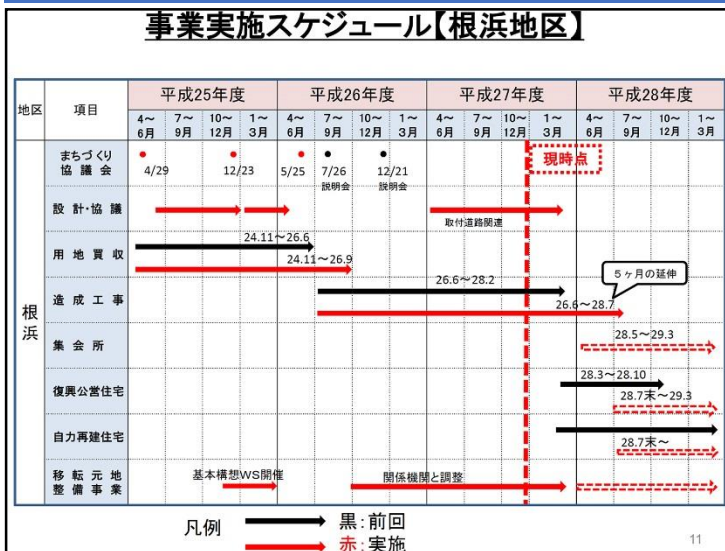 事業実施スケジュール【根浜地区】
地区 項目 平成25年度 平成26年度 平成27年度 平成28年度
4～6月 7～9月 10～12月 1～3月 4～6月 7～9月 10～12月 1～3月 4～6月 7～9月 10～12月 1～3月 4～6月 7～9月 10～12月 1～3月
根浜
まちづくり
協議会
4/29 12/23 5/25 7/26 12/21
説明会 説明会
現時点
設計・協議
取付道路関連
用地買収
24.11～26.6
24.11～26.9
造成工事
26.6～28.2
26.6～28.7
5ヶ月の延伸
集会所
28.5～29.3
復興公営住宅
28.3～28.10
28.7末～29.3
自力再建住宅
28.7末～
移転元地
整備事業
基本構想WS開催 関係機関と調整
凡例
黒:前回
赤:実施
11